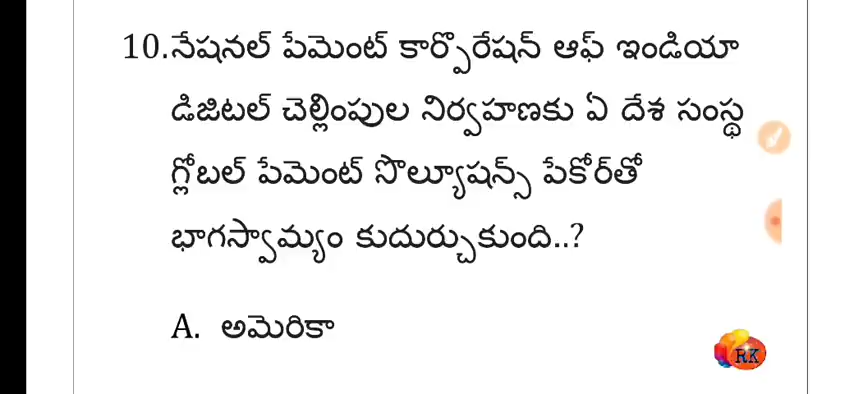 10.నేషనల్ పేమెంట్ కార్పొరేషన్ ఆఫ్ ఇండియా
డిజిటల్ చెల్లింపుల నిర్వహణకు ఏ దేశ సంస్థ
గ్లోబల్ పేమెంట్ సొల్యూషన్స్ పేకోర్‌తో
భాగస్వామ్యం కుదుర్చుకుంది..?
A. అమెరికా
RK